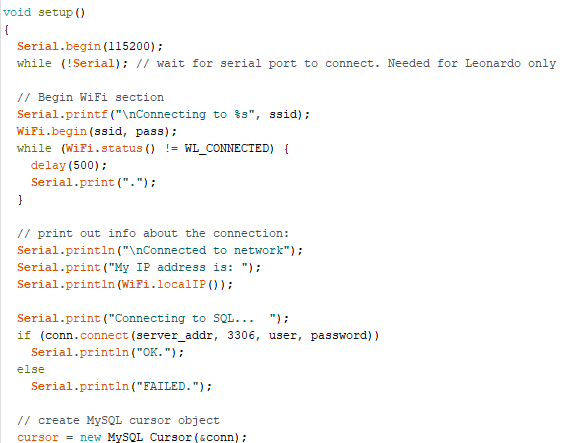 void setup()
{
  Serial.begin(115200);
  while (!Serial); // wait for serial port to connect. Needed for Leonardo only
  // Begin WiFi section
  Serial.printf("\nConnecting to %s", ssid);
  WiFi.begin(ssid, pass);
  while (WiFi.status() != WL_CONNECTED) {
    delay(500);
    Serial.print(".");
  }
  // print out info about the connection:
  Serial.println("\nConnected to network");
  Serial.print("My IP address is: ");
  Serial.println(WiFi.localIP());
  Serial.print("Connecting to SQL...  ");
  if (conn.connect(server_addr, 3306, user, password))
    Serial.println("OK.");
  else
    Serial.println("FAILED.");
  // create MySQL cursor object
  cursor = new MySQL_Cursor(&conn);